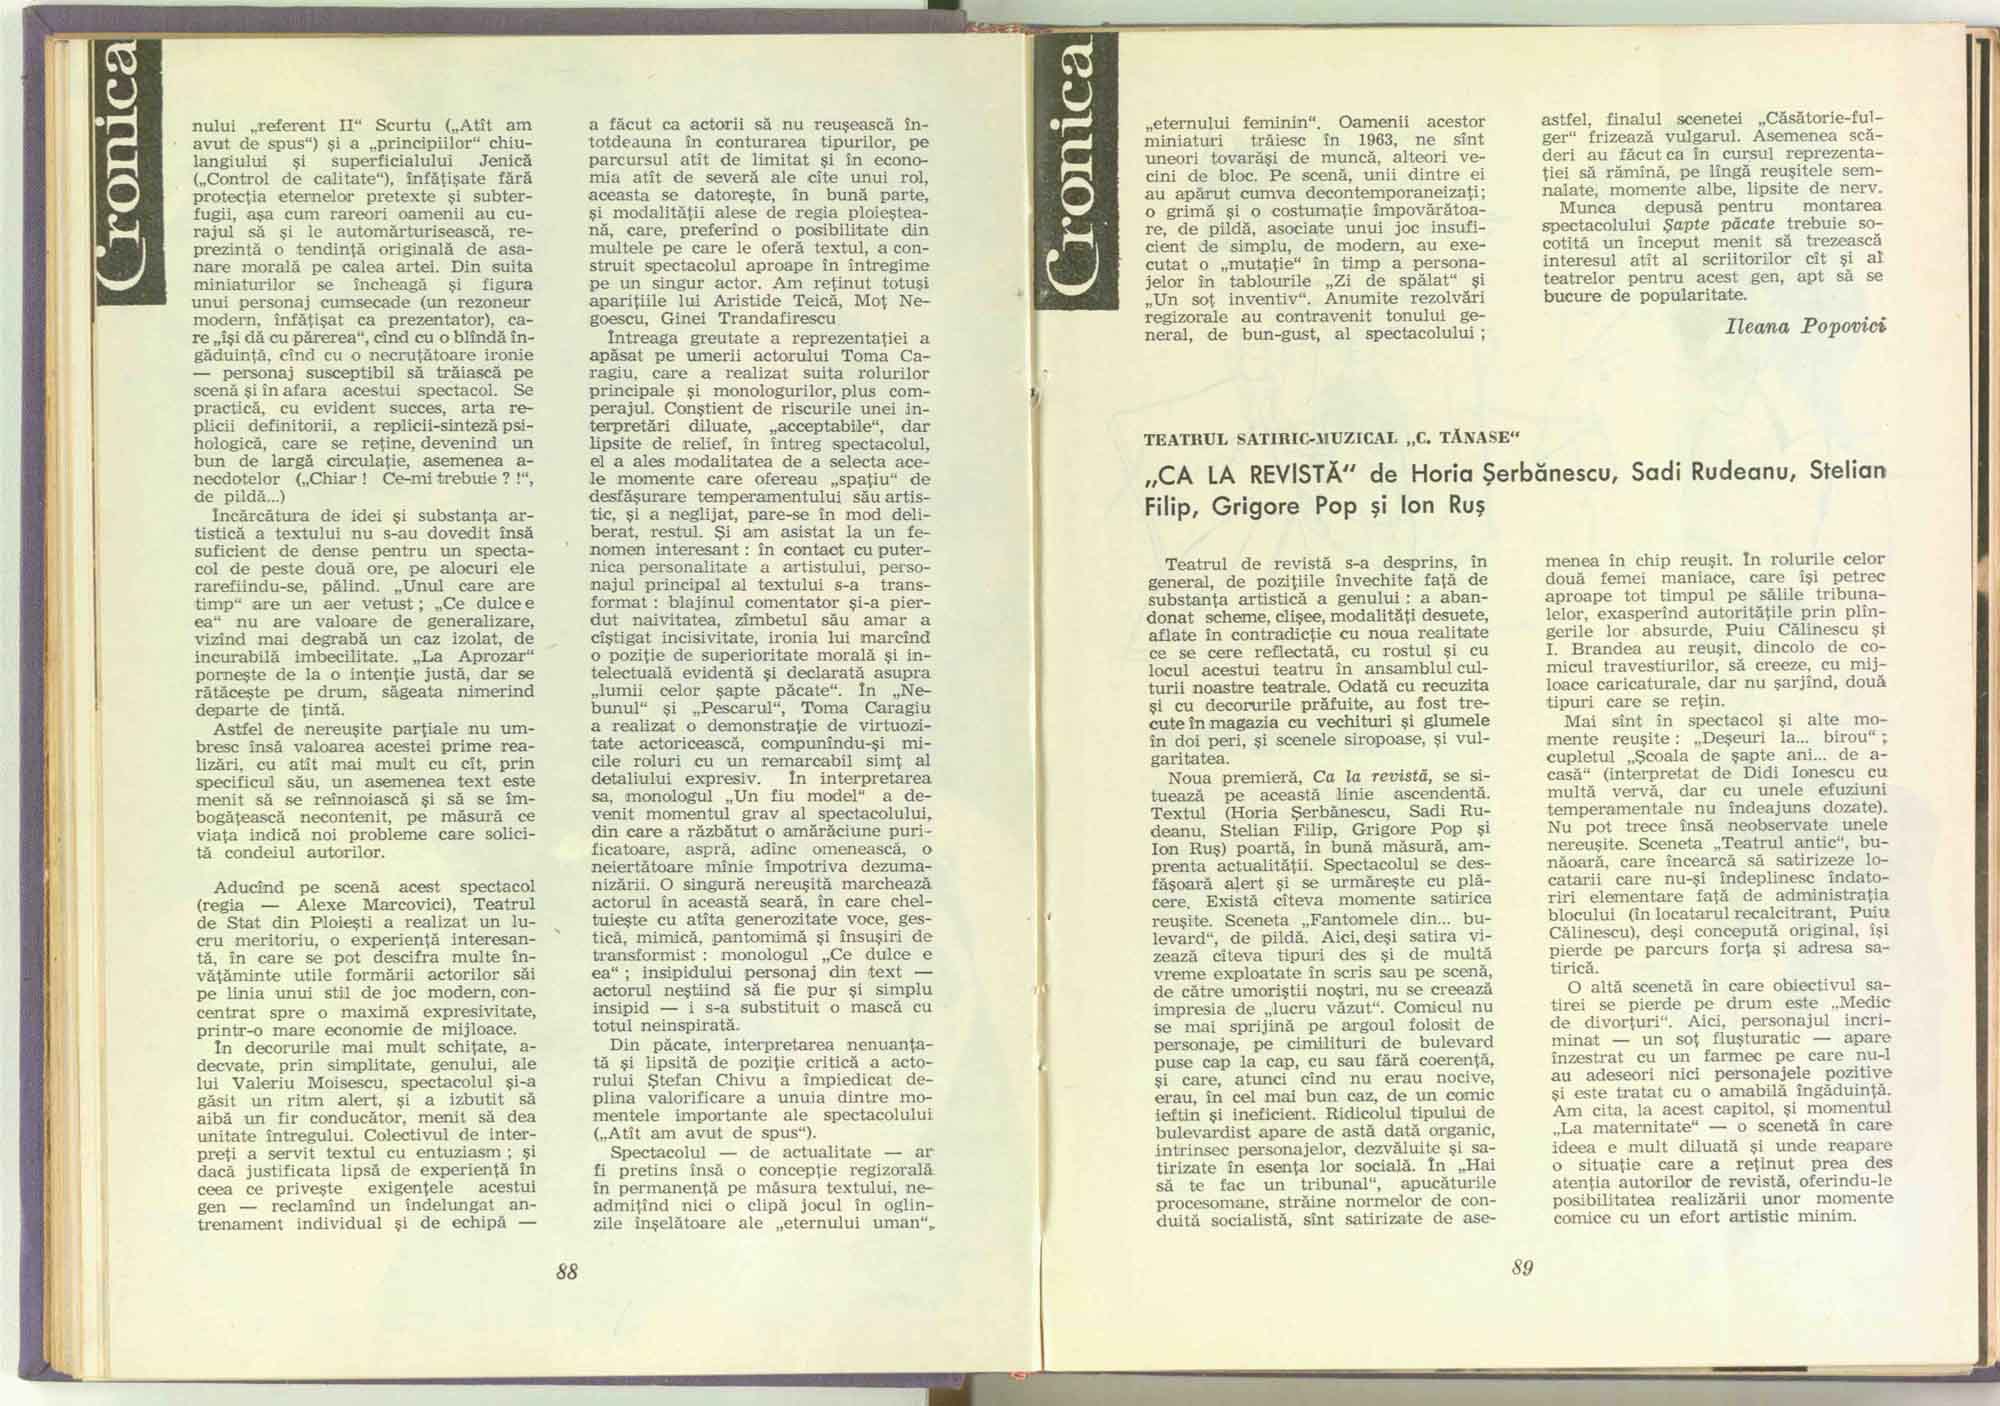 Cronica
nului „referent II“ Scurtu („Atît am
avut de spus“) și a „principiilor“ chiu-
langiului și superficialului Jenică
(„Control de calitate“), înfățișate fără
protecția eternelor pretexte și subter-
fugii, așa cum rareori oamenii au cu-
rajul să și le automărturisească, re-
prezintă o tendință originală de asa-
nare morală pe calea artei. Din suita
miniaturilor se încheagă și figura
unui personaj cumsecade (un rezoneur
modern, înfățișat ca prezentator), ca-
re „își dă cu părerea“, cînd cu o blîndă în-
găduință, cînd cu o necruțătoare ironie
— personaj susceptibil să trăiască pe
scenă și în afara acestui spectacol. Se
practică, cu evident succes, arta re-
plicii definitorii, a replicii-sinteză psi-
hologică, care se reține, devenind un
bun de largă circulație, asemenea a-
necdotelor („Chiar ! Ce-mi trebuie ? !“,
de pildă...)
Încărcătura de idei și substanța ar-
tistică a textului nu s-au dovedit însă
suficient de dense pentru un specta-
col de peste două ore, pe alocuri ele
rarefiindu-se, pălind. „Unul care are
timp“ are un aer vetust ; „Ce dulce e
ea“ nu are valoare de generalizare,
vizînd mai degrabă un caz izolat, de
incurabilă imbecilitate. „La Aprozar“
pornește de la o intenție justă, dar se
rătăcește pe drum, săgeata nimerind
departe de țintă.
Astfel de nereușite parțiale nu um-
bresc însă valoarea acestei prime rea-
lizări, cu atît mai mult cu cît, prin
specificul său, un asemenea text este
menit să se reînnoiască și să se îm-
bogățească necontenit, pe măsură ce
viața indică noi probleme care solici-
tă condeiul autorilor.
Aducînd pe scenă acest spectacol
(regia — Alexe Marcovici), Teatrul
de Stat din Ploiești a realizat un lu-
cru meritoriu, o experiență interesan-
tă, în care se pot descifra multe în-
vățăminte utile formării actorilor săi
pe linia unui stil de joc modern, con-
centrat spre o maximă expresivitate,
printr-o mare economie de mijloace.
În decorurile mai mult schițate, a-
decvate, prin simplitate, genului, ale
lui Valeriu Moisescu, spectacolul și-a
găsit un ritm alert, și a izbutit să
aibă un fir conducător, menit să dea
unitate întregului. Colectivul de inter-
preți a servit textul cu entuziasm ; și
dacă justificata lipsă de experiență în
ceea ce privește exigențele acestui
gen — reclamînd un îndelungat an-
trenament individual și de echipă —
a făcut ca actorii să nu reușească în-
totdeauna în conturarea tipurilor, pe
parcursul atît de limitat și în econo-
mia atît de severă ale cîte unui rol,
aceasta se datorește, în bună parte,
și modalității alese de regia ploieștea-
nă, care, preferînd o posibilitate din
multele pe care le oferă textul, a con-
struit spectacolul aproape în întregime
pe un singur actor. Am reținut totuși
aparițiile lui Aristide Teică, Moț Ne-
goescu, Ginei Trandafirescu
Întreaga greutate a reprezentației a
apăsat pe umerii actorului Toma Ca-
ragiu, care a realizat suita rolurilor
principale și monologurilor, plus com-
perajul. Conștient de riscurile unei in-
terpretări diluate, „acceptabile“, dar
lipsite de relief, în întreg spectacolul,
el a ales modalitatea de a selecta ace-
le momente care ofereau „spațiu“ de
desfășurare temperamentului său artis-
tic, și a neglijat, pare-se în mod deli-
berat, restul. Și am asistat la un fe-
nomen interesant : în contact cu puter-
nica personalitate a artistului, perso-
najul principal al textului s-a trans-
format : blajinul comentator și-a pier-
dut naivitatea, zîmbetul său amar a
cîștigat incisivitate, ironia lui marcînd
o poziție de superioritate morală și in-
telectuală evidentă și declarată asupra
„lumii celor șapte păcate“. În „Ne-
bunul“ și „Pescarul“, Toma Caragiu
a realizat o demonstrație de virtuozi-
tate actoricească, compunîndu-și mi-
cile roluri cu un remarcabil simț al
detaliului expresiv. În interpretarea
sa, monologul „Un fiu model“ a de-
venit momentul grav al spectacolului,
din care a răzbătut o amărăciune puri-
ficatoare, aspră, adînc omenească, o
neiertătoare mînie împotriva dezuma-
nizării. O singură nereușită marchează
actorul în această seară, în care chel-
tuiește cu atîta generozitate voce, ges-
tică, mimică, pantomimă și însușiri de
transformist : monologul „Ce dulce e
ea“ ; insipidului personaj din text —
actorul neștiind să fie pur și simplu
insipid — i s-a substituit o mască cu
totul neinspirată.
Din păcate, interpretarea nenuanța-
tă și lipsită de poziție critică a acto-
rului Ștefan Chivu a împiedicat de-
plina valorificare a unuia dintre mo-
mentele importante ale spectacolului
(„Atît am avut de spus“).
Spectacolul — de actualitate — ar
fi pretins însă o concepție regizorală
în permanență pe măsura textului, ne-
admițînd nici o clipă jocul în oglin-
zile înșelătoare ale „eternului uman“,
88
Cronica
„eternului feminin“. Oamenii acestor
miniaturi trăiesc în 1963, ne sînt
uneori tovarăși de muncă, alteori ve-
cini de bloc. Pe scenă, unii dintre ei
au apărut cumva decontemporaneizați;
o grimă și o costumație împovărătoa-
re, de pildă, asociate unui joc insufi-
cient de simplu, de modern, au exe-
cutat o „mutație“ în timp a persona-
jelor în tablourile „Zi de spălat“ și
„Un soț inventiv“. Anumite rezolvări
regizorale au contravenit tonului ge-
neral, de bun-gust, al spectacolului ;
astfel, finalul scenetei „Căsătorie-ful-
ger“ frizează vulgarul. Asemenea scă-
deri au făcut ca în cursul reprezenta-
ției să rămînă, pe lîngă reușitele sem-
nalate, momente albe, lipsite de nerv.
Munca depusă pentru montarea
spectacolului Șapte păcate trebuie so-
cotită un început menit să trezească
interesul atît al scriitorilor cît și al
teatrelor pentru acest gen, apt să se
bucure de popularitate.
Ileana Popovici
TEATRUL SATIRIC-MUZICAL „C. TĂNASE“
„CA LA REVISTĂ“ de Horia Șerbănescu, Sadi Rudeanu, Stelian
Filip, Grigore Pop și Ion Ruș
Teatrul de revistă s-a desprins, în
general, de pozițiile învechite față de
substanța artistică a genului : a aban-
donat scheme, clișee, modalități desuete,
aflate în contradicție cu noua realitate
ce se cere reflectată, cu rostul și cu
locul acestui teatru în ansamblul cul-
turii noastre teatrale. Odată cu recuzita
și cu decorurile prăfuite, au fost tre-
cute în magazia cu vechituri și glumele
în doi peri, și scenele siropoase, și vul-
garitatea.
Noua premieră, Ca la revistă, se si-
tuează pe această linie ascendentă.
Textul (Horia Șerbănescu, Sadi Ru-
deanu, Stelian Filip, Grigore Pop și
Ion Ruș) poartă, în bună măsură, am-
prenta actualității. Spectacolul se des-
fășoară alert și se urmărește cu plă-
cere. Există cîteva momente satirice
reușite. Sceneta „Fantomele din... bu-
levard“, de pildă. Aici, deși satira vi-
zează cîteva tipuri des și de multă
vreme exploatate în scris sau pe scenă,
de către umoriștii noștri, nu se creează
impresia de „lucru văzut“. Comicul nu
se mai sprijină pe argoul folosit de
personaje, pe cimilituri de bulevard
puse cap la cap, cu sau fără coerență,
și care, atunci cînd nu erau nocive,
erau, în cel mai bun caz, de un comic
ieftin și ineficient. Ridicolul tipului de
bulevardist apare de astă dată organic,
intrinsec personajelor, dezvăluite și sa-
tirizate în esența lor socială. În „Hai
să te fac un tribunal“, apucăturile
procesomane, străine normelor de con-
duită socialistă, sînt satirizate de ase-
menea în chip reușit. În rolurile celor
două femei maniace, care își petrec
aproape tot timpul pe sălile tribuna-
lelor, exasperînd autoritățile prin plîn-
gerile lor absurde, Puiu Călinescu și
I. Brandea au reușit, dincolo de co-
micul travestiurilor, să creeze, cu mij-
loace caricaturale, dar nu șarjînd, două
tipuri care se rețin.
Mai sînt în spectacol și alte mo-
mente reușite : „Deșeuri la... birou“ ;
cupletul „Școala de șapte ani... de a-
casă“ (interpretat de Didi Ionescu cu
multă vervă, dar cu unele efuziuni
temperamentale nu îndeajuns dozate).
Nu pot trece însă neobservate unele
nereușite. Sceneta „Teatrul antic“, bu-
năoară, care încearcă să satirizeze lo-
catarii care nu-și îndeplinesc îndato-
riri elementare față de administrația
blocului (în locatarul recalcitrant, Puiu
Călinescu), deși concepută original, își
pierde pe parcurs forța și adresa sa-
tirică.
O altă scenetă în care obiectivul sa-
tirei se pierde pe drum este „Medic
de divorțuri“. Aici, personajul incri-
minat — un soț flușturatic — apare
înzestrat cu un farmec pe care nu-l
au adeseori nici personajele pozitive
și este tratat cu o amabilă îngăduință.
Am cita, la acest capitol, și momentul
„La maternitate“ — o scenetă în care
ideea e mult diluată și unde reapare
o situație care a reținut prea des
atenția autorilor de revistă, oferindu-le
posibilitatea realizării unor momente
comice cu un efort artistic minim.
89